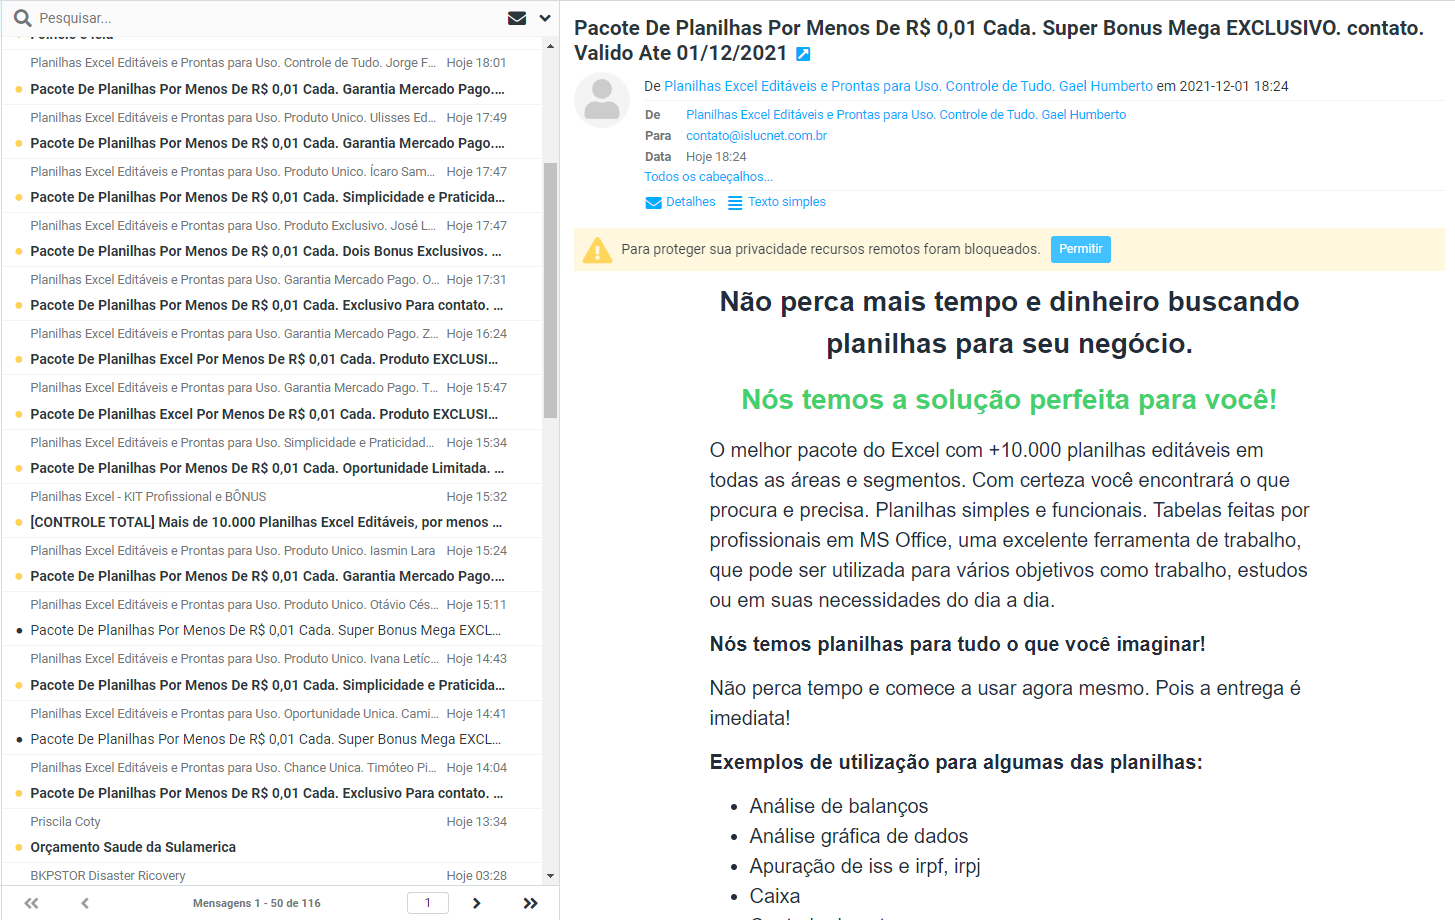 Pesquisar...
Planilhas Excel Editáveis e Prontas para Uso. Controle de Tudo. Jorge F... Hoje 18:01
Pacote De Planilhas Por Menos De R$ 0,01 Cada. Garantia Mercado Pago....
Planilhas Excel Editáveis e Prontas para Uso. Produto Unico. Ulisses Ed... Hoje 17:49
Pacote De Planilhas Por Menos De R$ 0,01 Cada. Garantia Mercado Pago....
Planilhas Excel Editáveis e Prontas para Uso. Produto Unico. Ícaro Sam... Hoje 17:47
Pacote De Planilhas Por Menos De R$ 0,01 Cada. Simplicidade e Praticida...
Planilhas Excel Editáveis e Prontas para Uso. Produto Exclusivo. José L... Hoje 17:47
Pacote De Planilhas Por Menos De R$ 0,01 Cada. Dois Bonus Exclusivos. ...
Planilhas Excel Editáveis e Prontas para Uso. Garantia Mercado Pago. O... Hoje 17:31
Pacote De Planilhas Por Menos De R$ 0,01 Cada. Exclusivo Para contato. ...
Planilhas Excel Editáveis e Prontas para Uso. Garantia Mercado Pago. Z... Hoje 16:24
Pacote De Planilhas Excel Por Menos De R$ 0,01 Cada. Produto EXCLUSI...
Planilhas Excel Editáveis e Prontas para Uso. Garantia Mercado Pago. T... Hoje 15:47
Pacote De Planilhas Excel Por Menos De R$ 0,01 Cada. Produto EXCLUSI...
Planilhas Excel Editáveis e Prontas para Uso. Simplicidade e Praticidad... Hoje 15:34
Pacote De Planilhas Por Menos De R$ 0,01 Cada. Oportunidade Limitada. ...
Planilhas Excel - KIT Profissional e BÔNUS Hoje 15:32
[CONTROLE TOTAL] Mais de 10.000 Planilhas Excel Editáveis, por menos ...
Planilhas Excel Editáveis e Prontas para Uso. Produto Unico. Iasmin Lara Hoje 15:24
Pacote De Planilhas Por Menos De R$ 0,01 Cada. Garantia Mercado Pago....
Planilhas Excel Editáveis e Prontas para Uso. Produto Unico. Otávio Cés... Hoje 15:11
Pacote De Planilhas Por Menos De R$ 0,01 Cada. Super Bonus Mega EXCL...
Planilhas Excel Editáveis e Prontas para Uso. Produto Unico. Ivana Letíc... Hoje 14:43
Pacote De Planilhas Por Menos De R$ 0,01 Cada. Simplicidade e Praticida...
Planilhas Excel Editáveis e Prontas para Uso. Oportunidade Unica. Cami... Hoje 14:41
Pacote De Planilhas Por Menos De R$ 0,01 Cada. Super Bonus Mega EXCL...
Planilhas Excel Editáveis e Prontas para Uso. Chance Unica. Timóteo Pi... Hoje 14:04
Pacote De Planilhas Por Menos De R$ 0,01 Cada. Exclusivo Para contato. ...
Priscila Coty Hoje 13:34
Orçamento Saude da Sulamerica
BKPSTOR Disaster Ricovery Hoje 03:28
Mensagens 1 - 50 de 116 1
Pacote De Planilhas Por Menos De R$ 0,01 Cada. Super Bonus Mega EXCLUSIVO. contato.
Valido Ate 01/12/2021
De Planilhas Excel Editáveis e Prontas para Uso. Controle de Tudo. Gael Humberto em 2021-12-01 18:24
De Planilhas Excel Editáveis e Prontas para Uso. Controle de Tudo. Gael Humberto
Para contato@islucnet.com.br
Data Hoje 18:24
Todos os cabeçalhos...
Detalhes Texto simples
Para proteger sua privacidade recursos remotos foram bloqueados. Permitir
Não perca mais tempo e dinheiro buscando
planilhas para seu negócio.
Nós temos a solução perfeita para você!
O melhor pacote do Excel com +10.000 planilhas editáveis em
todas as áreas e segmentos. Com certeza você encontrará o que
procura e precisa. Planilhas simples e funcionais. Tabelas feitas por
profissionais em MS Office, uma excelente ferramenta de trabalho,
que pode ser utilizada para vários objetivos como trabalho, estudos
ou em suas necessidades do dia a dia.
Nós temos planilhas para tudo o que você imaginar!
Não perca tempo e comece a usar agora mesmo. Pois a entrega é
imediata!
Exemplos de utilização para algumas das planilhas:
• Análise de balanços
• Análise gráfica de dados
• Apuração de iss e irpf, irpj
• Caixa